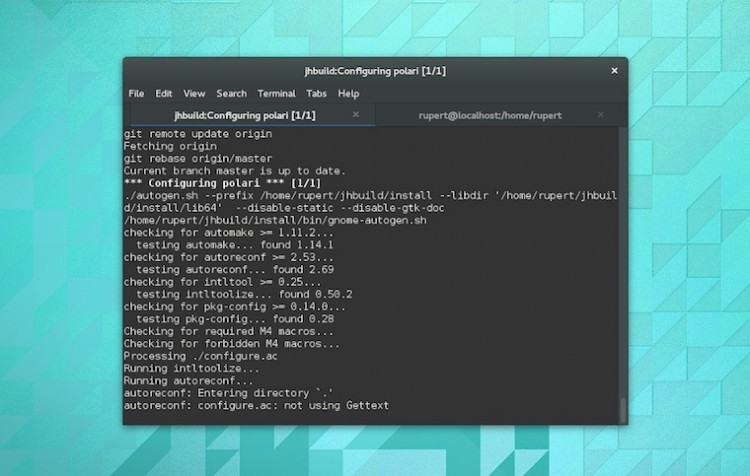 jhbuild:Configuring polari [1/1]
File Edit View Search Terminal Tabs Help
jhbuild:Configuring polari [1/1]
rupert@localhost:/home/rupert
git remote update origin
Fetching origin
git rebase origin/master
Current branch master is up to date.
*** Configuring polari *** [1/1]
./autogen.sh --prefix /home/rupert/jhbuild/install --libdir '/home/rupert/jhbuil
d/install/lib64'  --disable-static --disable-gtk-doc
/home/rupert/jhbuild/install/bin/gnome-autogen.sh
checking for automake >= 1.11.2...
  testing automake... found 1.14.1
checking for autoreconf >= 2.53...
  testing autoreconf... found 2.69
checking for intltool >= 0.25...
  testing intltoolize... found 0.50.2
checking for pkg-config >= 0.14.0...
  testing pkg-config... found 0.28
Checking for required M4 macros...
Checking for forbidden M4 macros...
Processing ./configure.ac
Running intltoolize...
Running autoreconf...
autoreconf: Entering directory `.'
autoreconf: configure.ac: not using Gettext